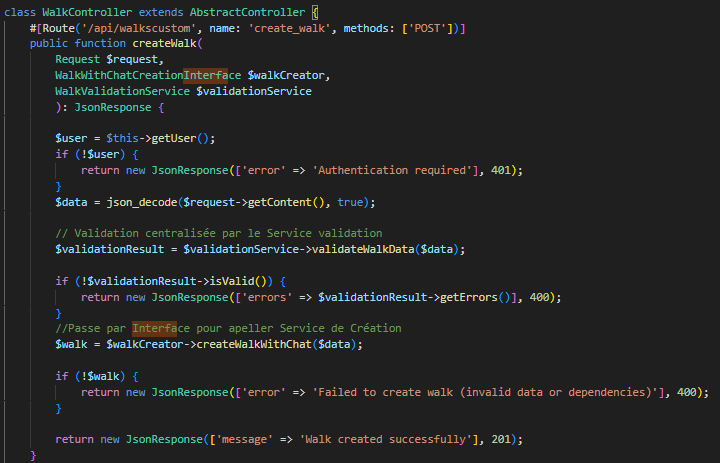 class WalkController extends AbstractController {
    #[Route('/api/walkscustom', name: 'create_walk', methods: ['POST'])]
    public function createWalk(
        Request $request,
        WalkWithChatCreationInterface $walkCreator,
        WalkValidationService $validationService
        ): JsonResponse {
        $user = $this->getUser();
        if (!$user) {
            return new JsonResponse(['error' => 'Authentication required'], 401);
        }
        $data = json_decode($request->getContent(), true);
        // Validation centralisée par le Service validation
        $validationResult = $validationService->validateWalkData($data);
        if (!$validationResult->isValid()) {
            return new JsonResponse(['errors' => $validationResult->getErrors()], 400);
        }
        //Passe par Interface pour apeller Service de Création
        $walk = $walkCreator->createWalkWithChat($data);
        if (!$walk) {
            return new JsonResponse(['error' => 'Failed to create walk (invalid data or dependencies)'], 400);
        }
        return new JsonResponse(['message' => 'Walk created successfully'], 201);
    }